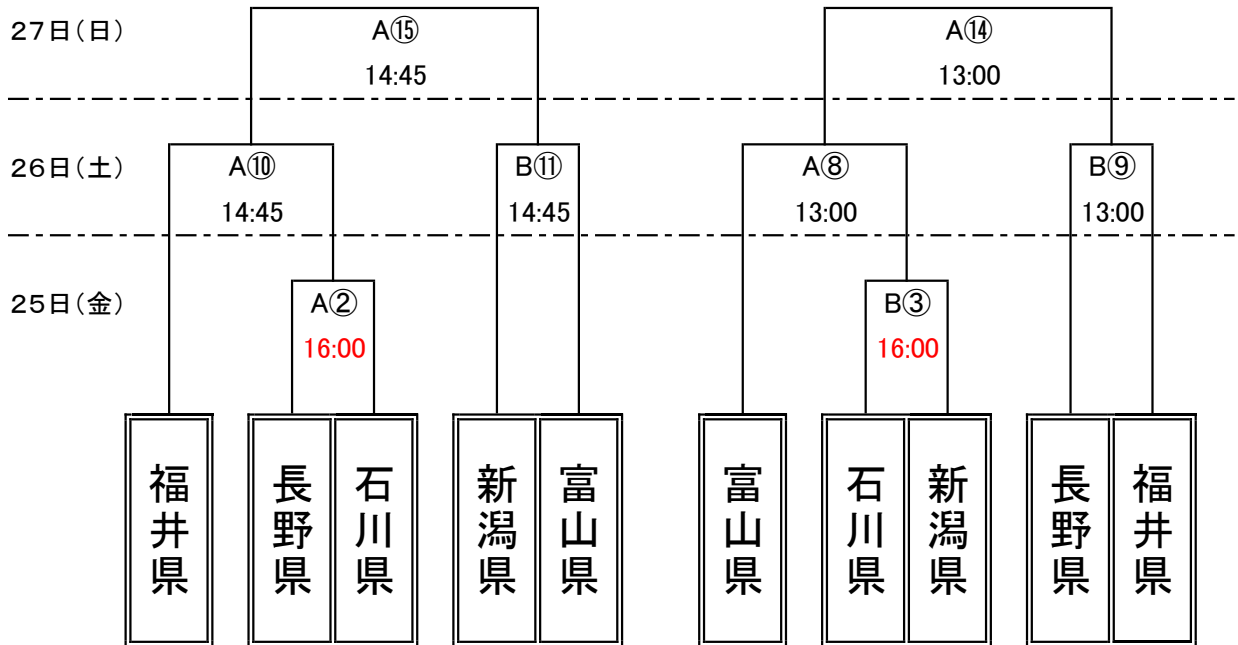 27日(日)
A⑮
14:45
A⑭
13:00
26日(土)
A⑩
14:45
B⑪
14:45
A⑧
13:00
B⑨
13:00
25日(金)
A②
16:00
B③
16:00
福井県
長野県
石川県
新潟県
富山県
富山県
石川県
新潟県
長野県
福井県